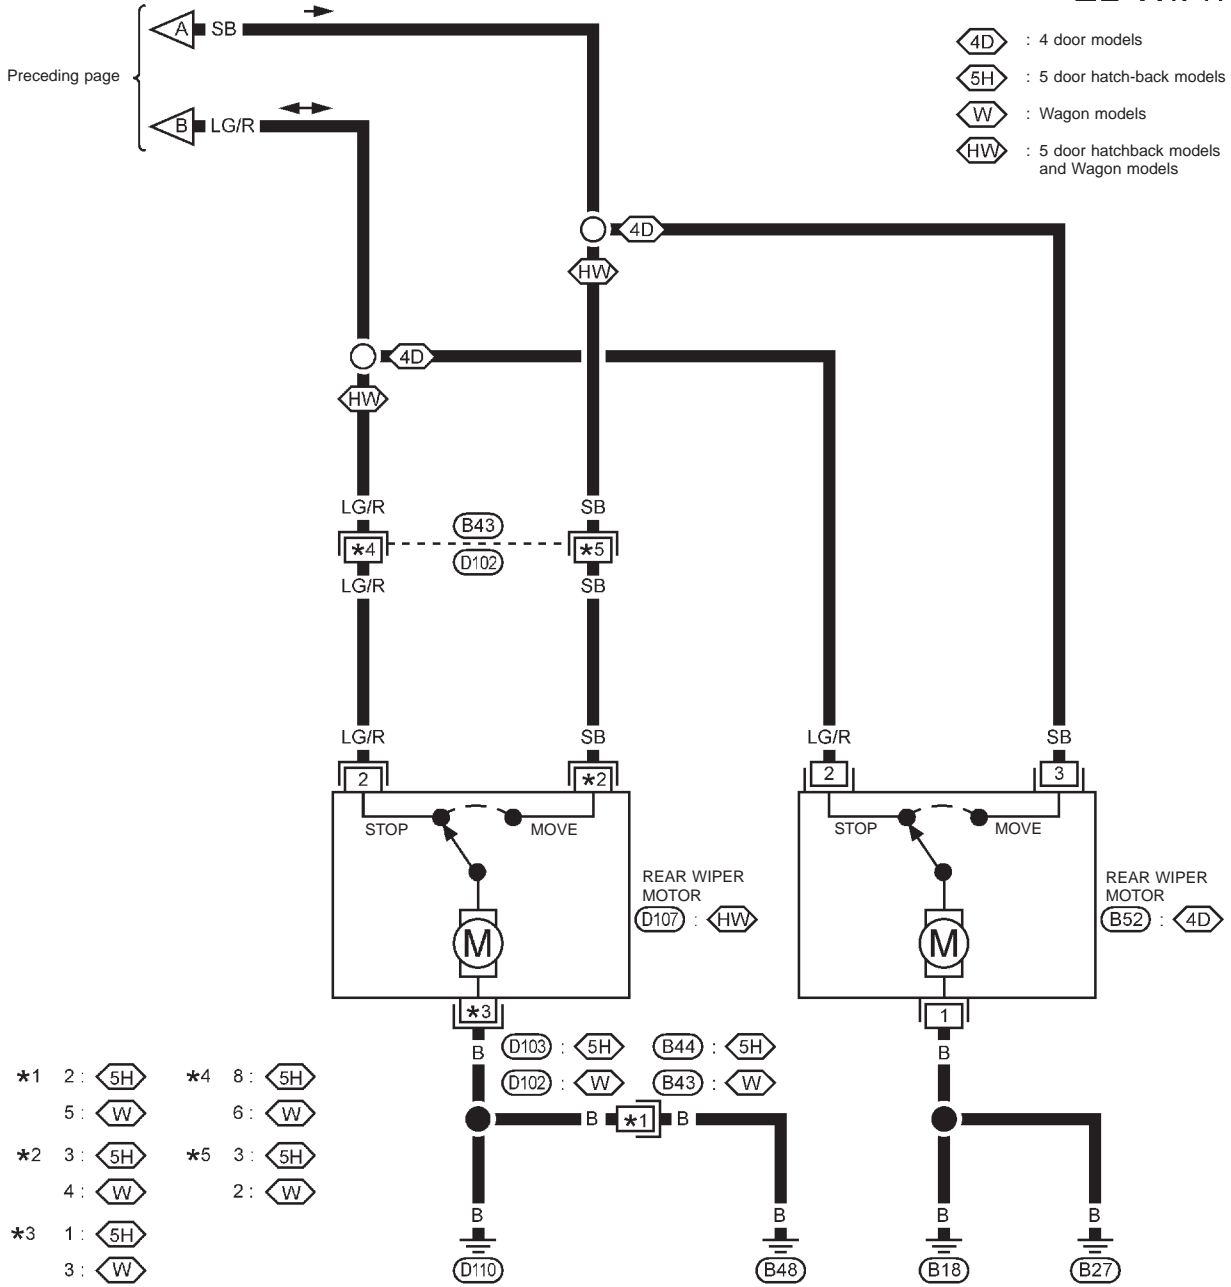 A SB
Preceding page
B LG/R
4D : 4 door models
5H : 5 door hatch-back models
W : Wagon models
HW : 5 door hatchback models
and Wagon models
4D
HW
4D
HW
LG/R SB
B43
*4 *5
D102
LG/R SB
LG/R SB LG/R SB
2 *2 2 3
STOP MOVE STOP MOVE
REAR WIPER
MOTOR
D107 : HW
REAR WIPER
MOTOR
B52 : 4D
M M
*3 1
B B
D103 : 5H B44 : 5H
D102 : W B43 : W
B *1 B
*1 2 : 5H *4 8 : 5H
5 : W 6 : W
*2 3 : 5H *5 3 : 5H
4 : W 2 : W
*3 1 : 5H
3 : W
B B B B
D110 B48 B18 B27